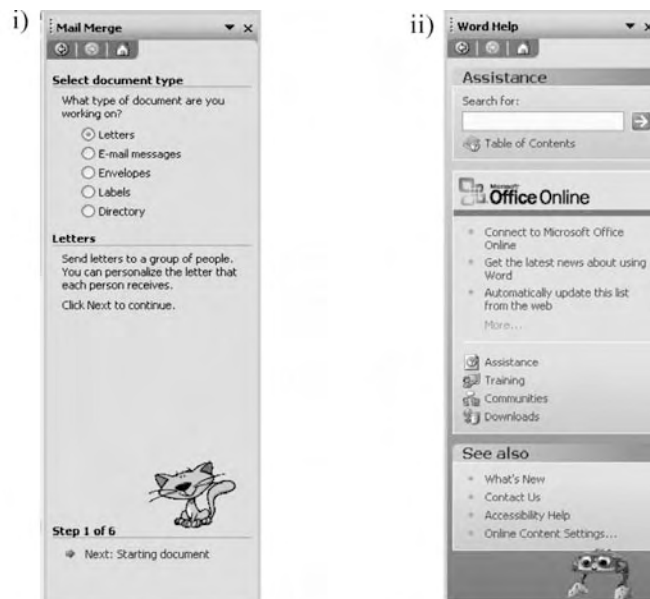 i)
Mail Merge
Select document type
What type of document are you
working on?
Letters
E-mail messages
Envelopes
Labels
Directory
Letters
Send letters to a group of people.
You can personalize the letter that
each person receives.
Click Next to continue.
Step 1 of 6
Next: Starting document
ii)
Word Help
Assistance
Search for:
Table of Contents
Microsoft
Office Online
Connect to Microsoft Office
Online
Get the latest news about using
Word
Automatically update this list
from the web
More...
Assistance
Training
Communities
Downloads
See also
What's New
Contact Us
Accessibility Help
Online Content Settings...